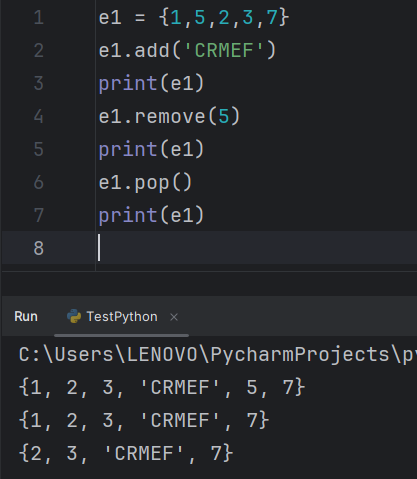 1 e1 = {1,5,2,3,7}
2 e1.add('CRMEF')
3 print(e1)
4 e1.remove(5)
5 print(e1)
6 e1.pop()
7 print(e1)
8
Run TestPython ×
C:\Users\LENOVO\PycharmProjects\p
{1, 2, 3, 'CRMEF', 5, 7}
{1, 2, 3, 'CRMEF', 7}
{2, 3, 'CRMEF', 7}